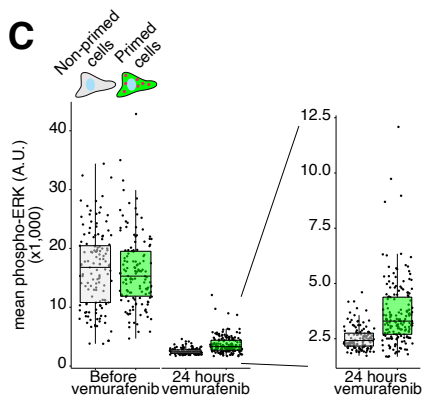 C
Non-primed
cells
Primed
cells
mean phospho-ERK (A.U.)
(x1,000)
40
30
20
10
0
Before
vemurafenib
24 hours
vemurafenib
12.5
10.0
7.5
5.0
2.5
24 hours
vemurafenib